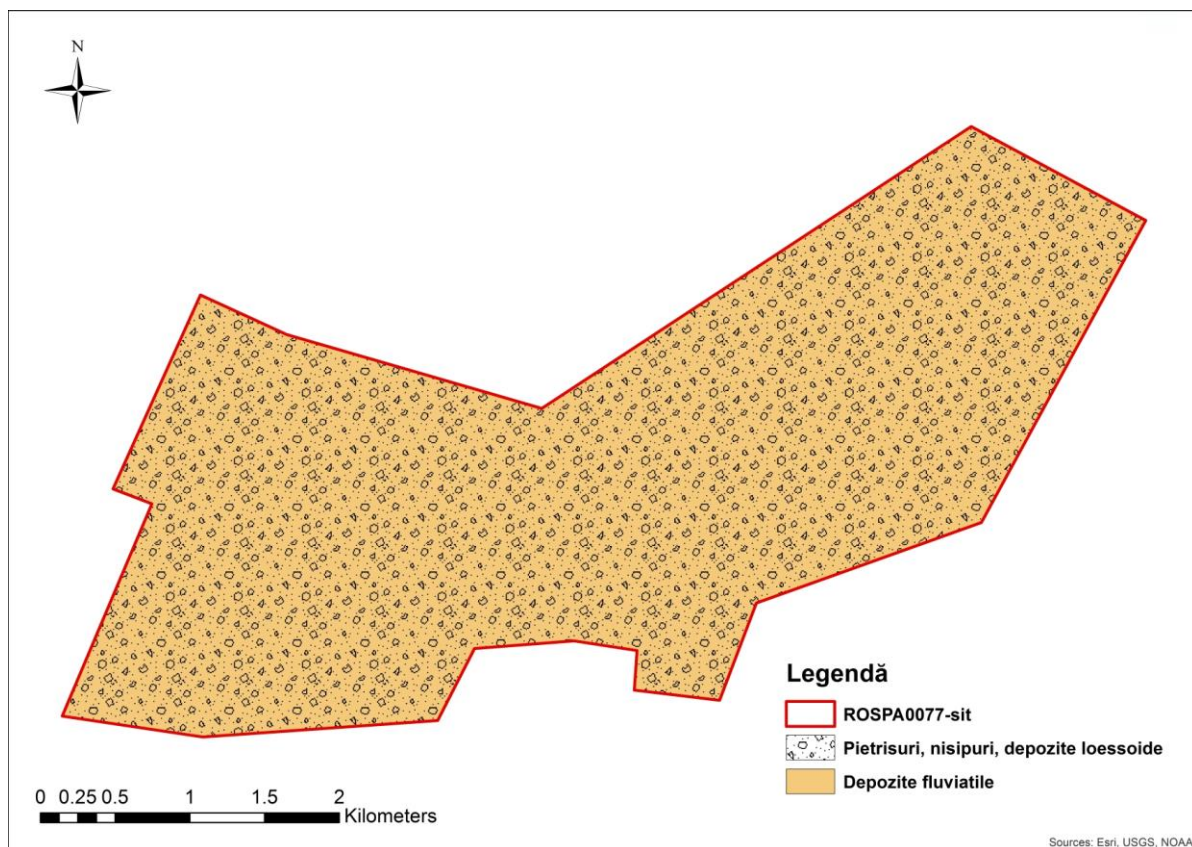 N
Legendă
ROSPA0077-sit
Pietrisuri, nisipuri, depozite loessoide
Depozite fluviatile
0 0.25 0.5 1 1.5 2
Kilometers
Sources: Esri, USGS, NOAA